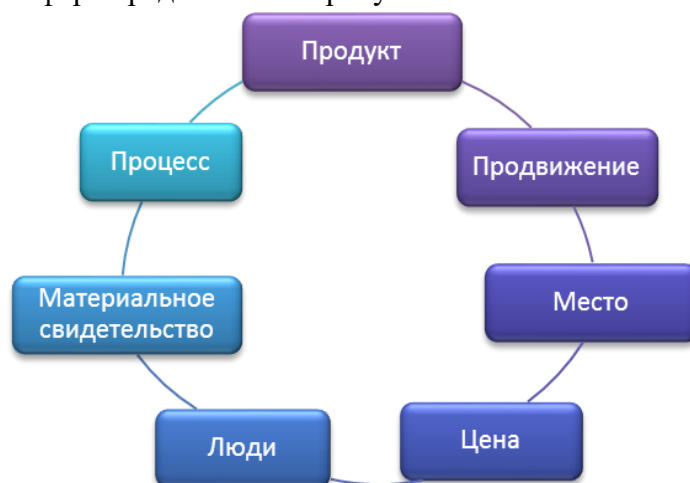 Продукт
Продвижение
Место
Цена
Люди
Материальное
свидетельство
Процесс